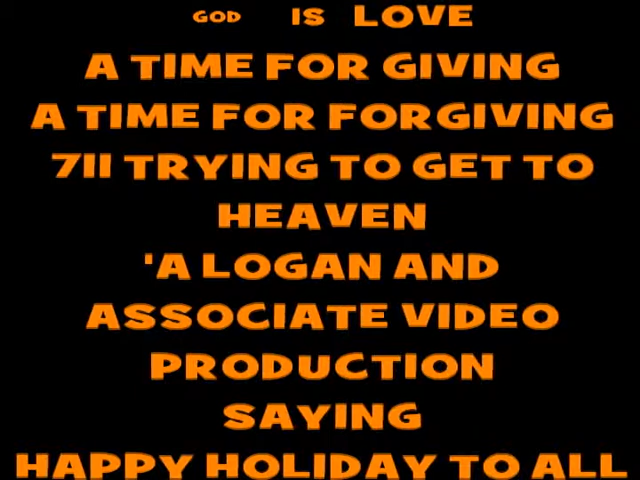 GOD IS LOVE
A TIME FOR GIVING
A TIME FOR FORGIVING
711 TRYING TO GET TO
HEAVEN
'A LOGAN AND
ASSOCIATE VIDEO
PRODUCTION
SAYING
HAPPY HOLIDAY TO ALL